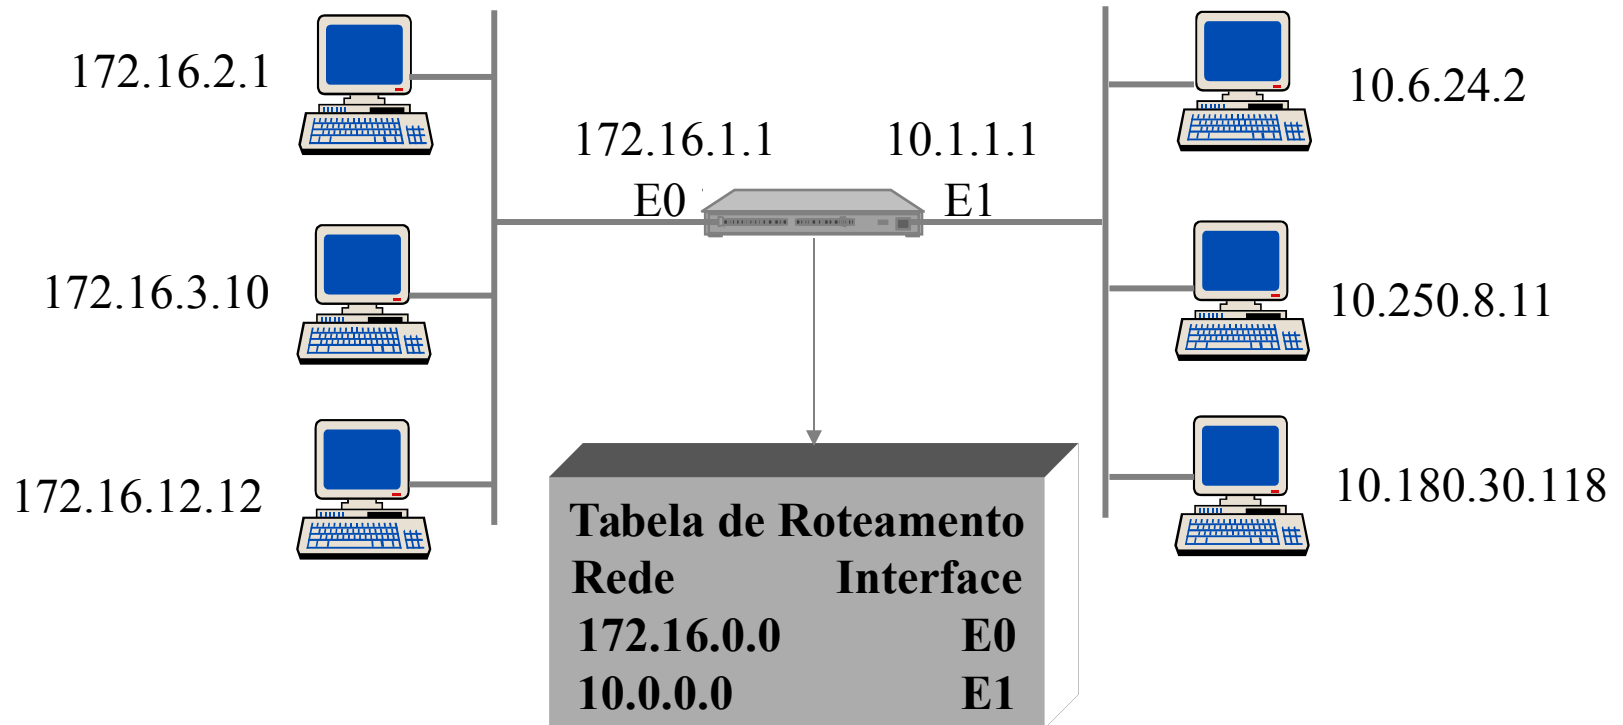 172.16.2.1
10.6.24.2
172.16.1.1
10.1.1.1
E0
E1
172.16.3.10
10.250.8.11
172.16.12.12
10.180.30.118
Tabela de Roteamento
Rede Interface
172.16.0.0 E0
10.0.0.0 E1